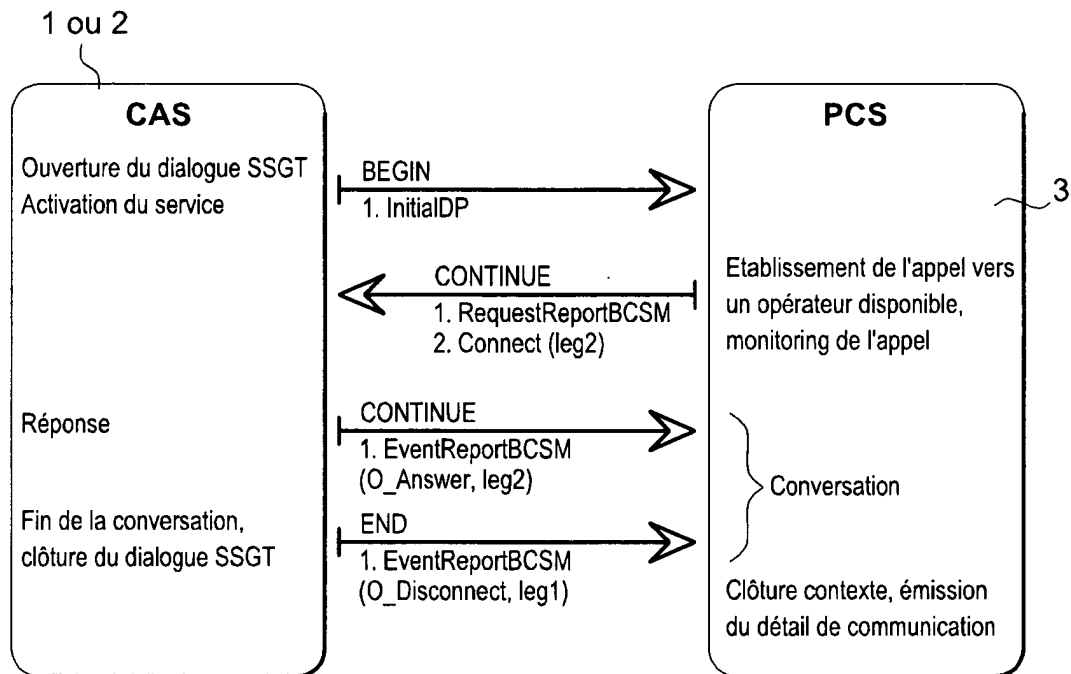 1 ou 2
CAS
PCS
Ouverture du dialogue SSGT
Activation du service
BEGIN
1. InitialDP
3
CONTINUE
1. RequestReportBCSM
2. Connect (leg2)
Etablissement de l'appel vers
un opérateur disponible,
monitoring de l'appel
Réponse
CONTINUE
1. EventReportBCSM
(O_Answer, leg2)
Conversation
Fin de la conversation,
clôture du dialogue SSGT
END
1. EventReportBCSM
(O_Disconnect, leg1)
Clôture contexte, émission
du détail de communication